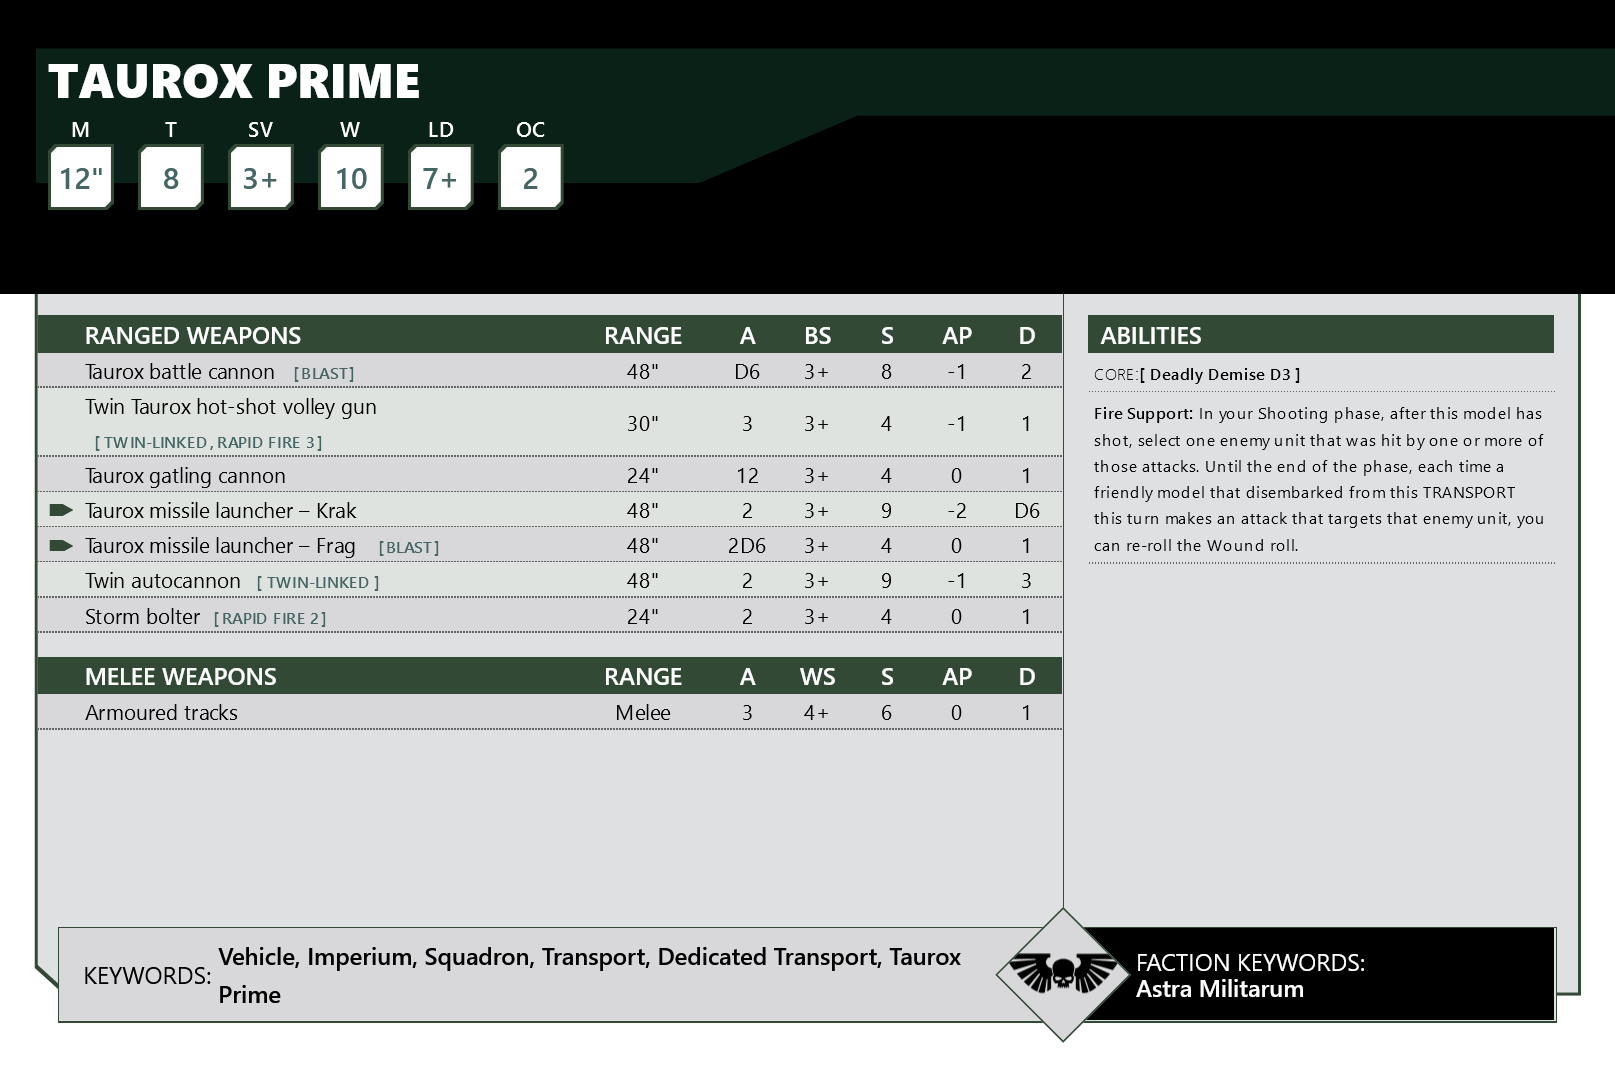 TAUROX PRIME
M T SV W LD OC
12" 8 3+ 10 7+ 2
RANGED WEAPONS RANGE A BS S AP D
Taurox battle cannon [BLAST] 48" D6 3+ 8 -1 2
Twin Taurox hot-shot volley gun
[TWIN-LINKED, RAPID FIRE 3] 30" 3 3+ 4 -1 1
Taurox gatling cannon 24" 12 3+ 4 0 1
Taurox missile launcher – Krak 48" 2 3+ 9 -2 D6
Taurox missile launcher – Frag [BLAST] 48" 2D6 3+ 4 0 1
Twin autocannon [ TWIN-LINKED ] 48" 2 3+ 9 -1 3
Storm bolter [RAPID FIRE 2] 24" 2 3+ 4 0 1
MELEE WEAPONS RANGE A WS S AP D
Armoured tracks Melee 3 4+ 6 0 1
ABILITIES
CORE:[ Deadly Demise D3 ]
Fire Support: In your Shooting phase, after this model has
shot, select one enemy unit that was hit by one or more of
those attacks. Until the end of the phase, each time a
friendly model that disembarked from this TRANSPORT
this turn makes an attack that targets that enemy unit, you
can re-roll the Wound roll.
KEYWORDS: Vehicle, Imperium, Squadron, Transport, Dedicated Transport, Taurox
Prime
FACTION KEYWORDS:
Astra Militarum